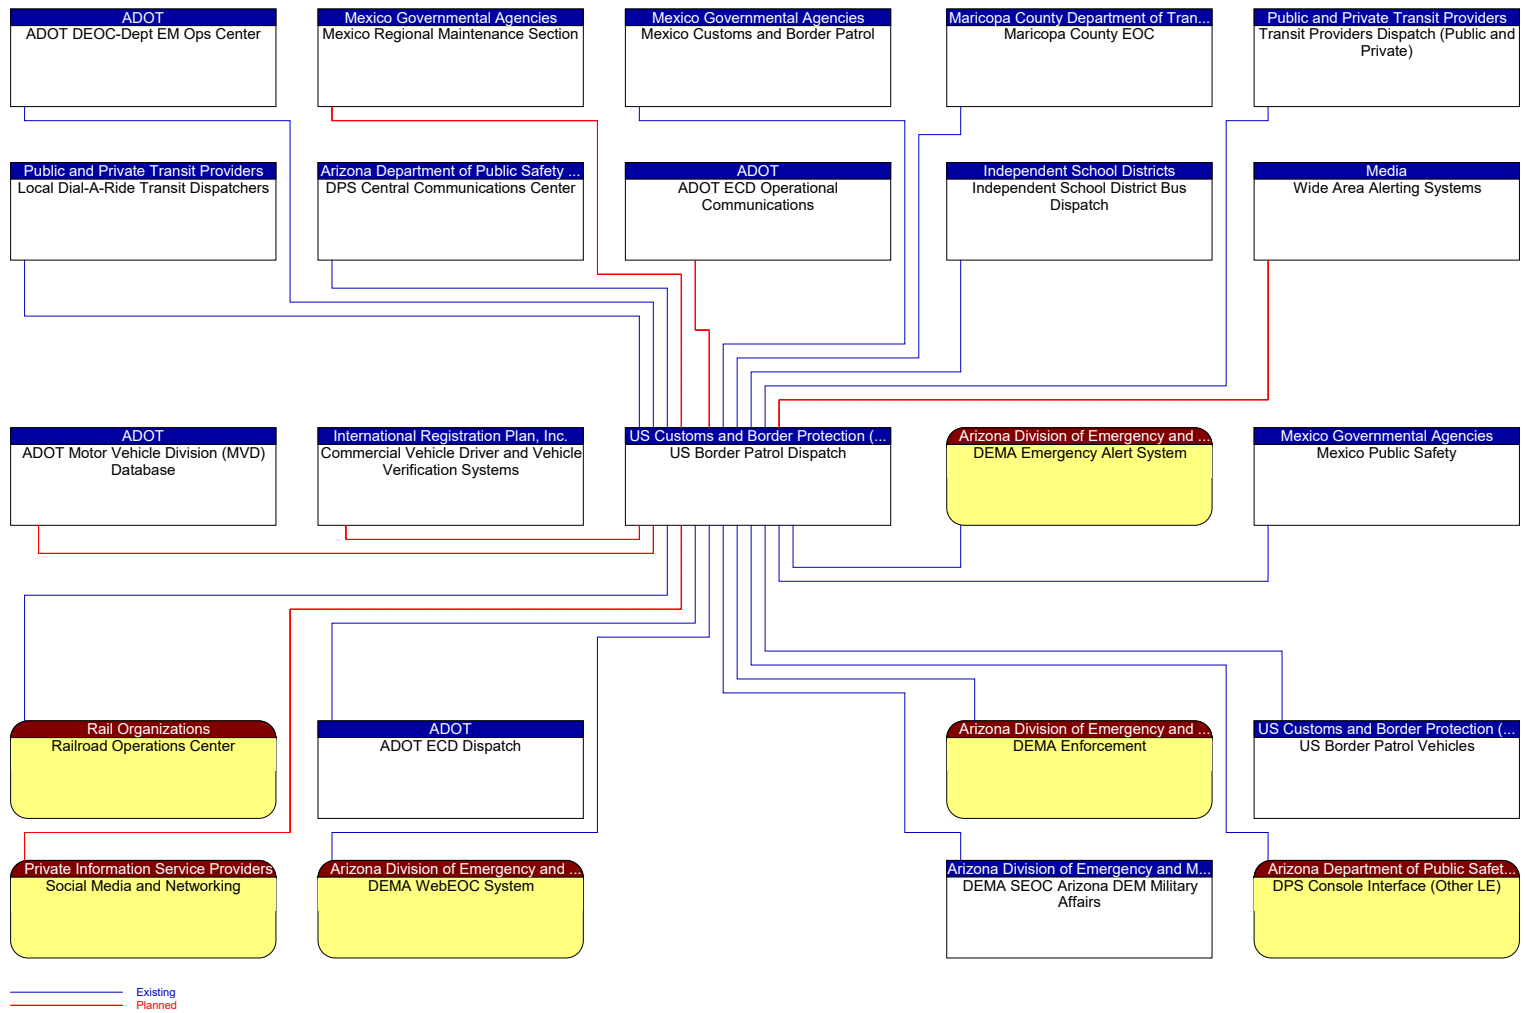 ADOT
ADOT DEOC-Dept EM Ops Center
Mexico Governmental Agencies
Mexico Regional Maintenance Section
Mexico Governmental Agencies
Mexico Customs and Border Patrol
Maricopa County Department of Tran...
Maricopa County EOC
Public and Private Transit Providers
Transit Providers Dispatch (Public and
Private)
Public and Private Transit Providers
Local Dial-A-Ride Transit Dispatchers
Arizona Department of Public Safety ...
DPS Central Communications Center
ADOT
ADOT ECD Operational
Communications
Independent School Districts
Independent School District Bus
Dispatch
Media
Wide Area Alerting Systems
ADOT
ADOT Motor Vehicle Division (MVD)
Database
International Registration Plan, Inc.
Commercial Vehicle Driver and Vehicle
Verification Systems
US Customs and Border Protection (...
US Border Patrol Dispatch
Arizona Division of Emergency and ...
DEMA Emergency Alert System
Mexico Governmental Agencies
Mexico Public Safety
Rail Organizations
Railroad Operations Center
ADOT
ADOT ECD Dispatch
Arizona Division of Emergency and ...
DEMA Enforcement
US Customs and Border Protection (...
US Border Patrol Vehicles
Private Information Service Providers
Social Media and Networking
Arizona Division of Emergency and ...
DEMA WebEOC System
Arizona Division of Emergency and M...
DEMA SEOC Arizona DEM Military
Affairs
Arizona Department of Public Safet...
DPS Console Interface (Other LE)
Existing
Planned